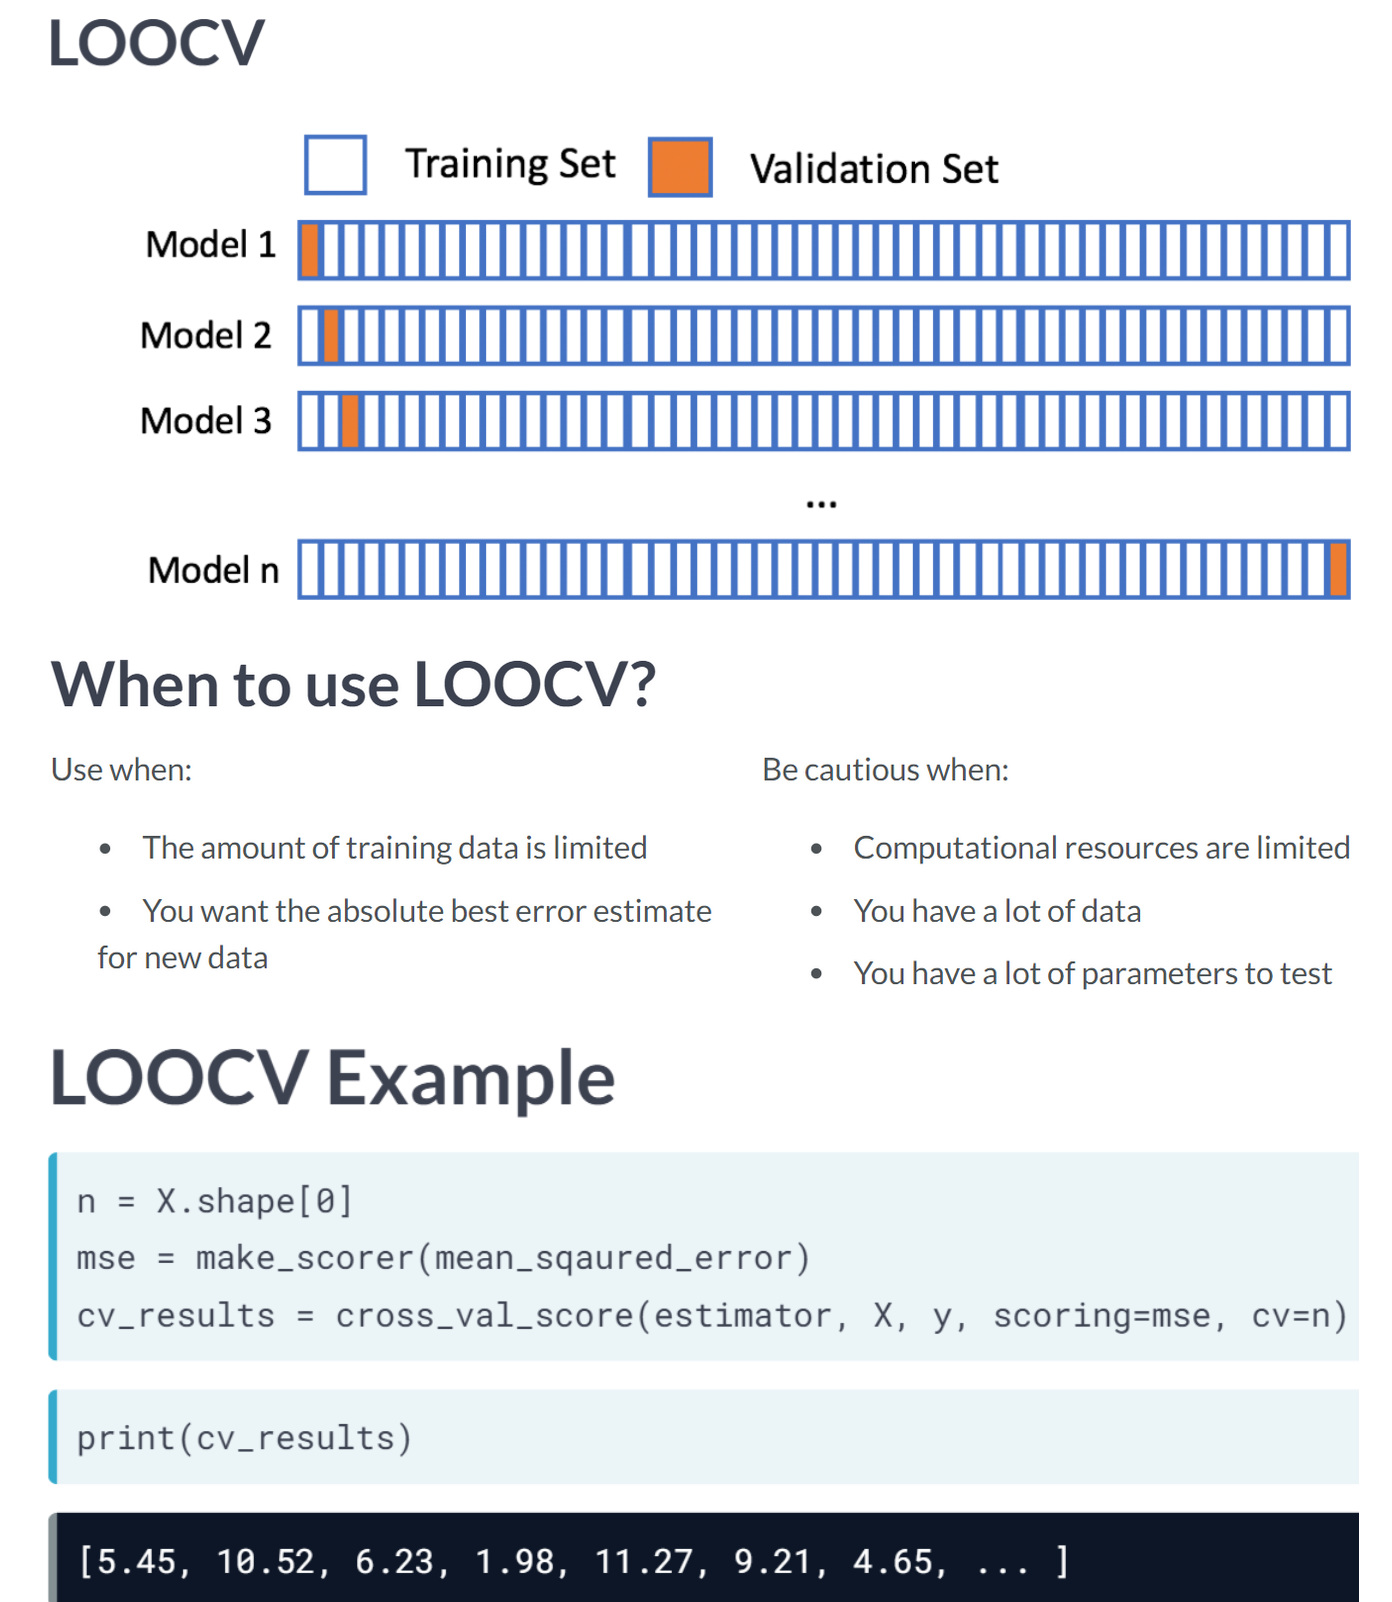 LOOCV
Training Set Validation Set
Model 1
Model 2
Model 3
...
Model n
When to use LOOCV?
Use when:
• The amount of training data is limited
• You want the absolute best error estimate
for new data
Be cautious when:
• Computational resources are limited
• You have a lot of data
• You have a lot of parameters to test
LOOCV Example
n = X.shape[0]
mse = make_scorer(mean_sqaured_error)
cv_results = cross_val_score(estimator, X, y, scoring=mse, cv=n)
print(cv_results)
[5.45, 10.52, 6.23, 1.98, 11.27, 9.21, 4.65, ... ]